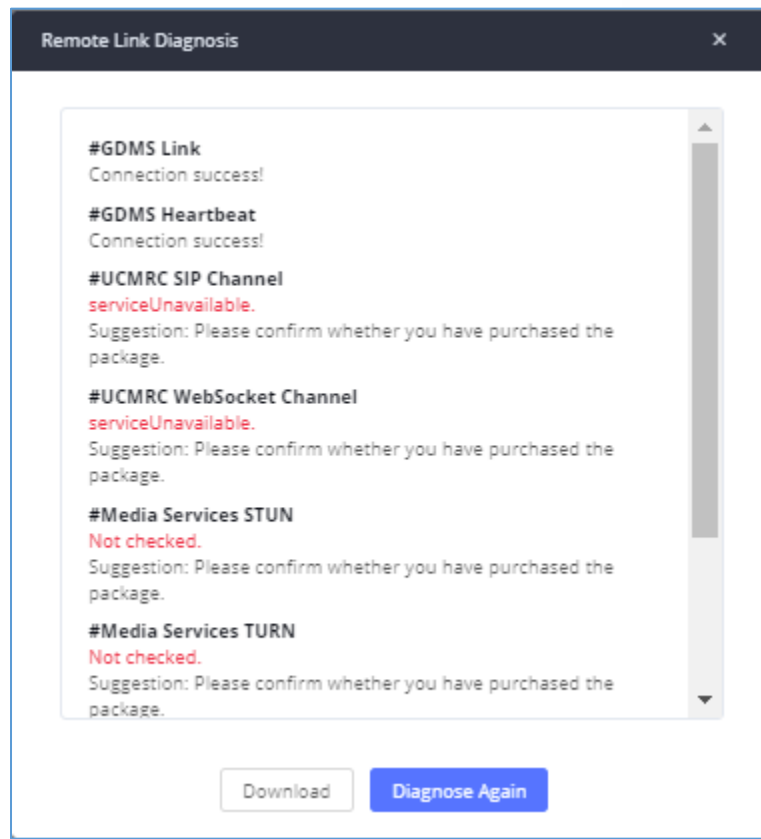 Remote Link Diagnosis
#GDMS Link
Connection success!
#GDMS Heartbeat
Connection success!
#UCMRC SIP Channel
serviceUnavailable.
Suggestion: Please confirm whether you have purchased the
package.
#UCMRC WebSocket Channel
serviceUnavailable.
Suggestion: Please confirm whether you have purchased the
package.
#Media Services STUN
Not checked.
Suggestion: Please confirm whether you have purchased the
package.
#Media Services TURN
Not checked.
Suggestion: Please confirm whether you have purchased the
package.
Download
Diagnose Again